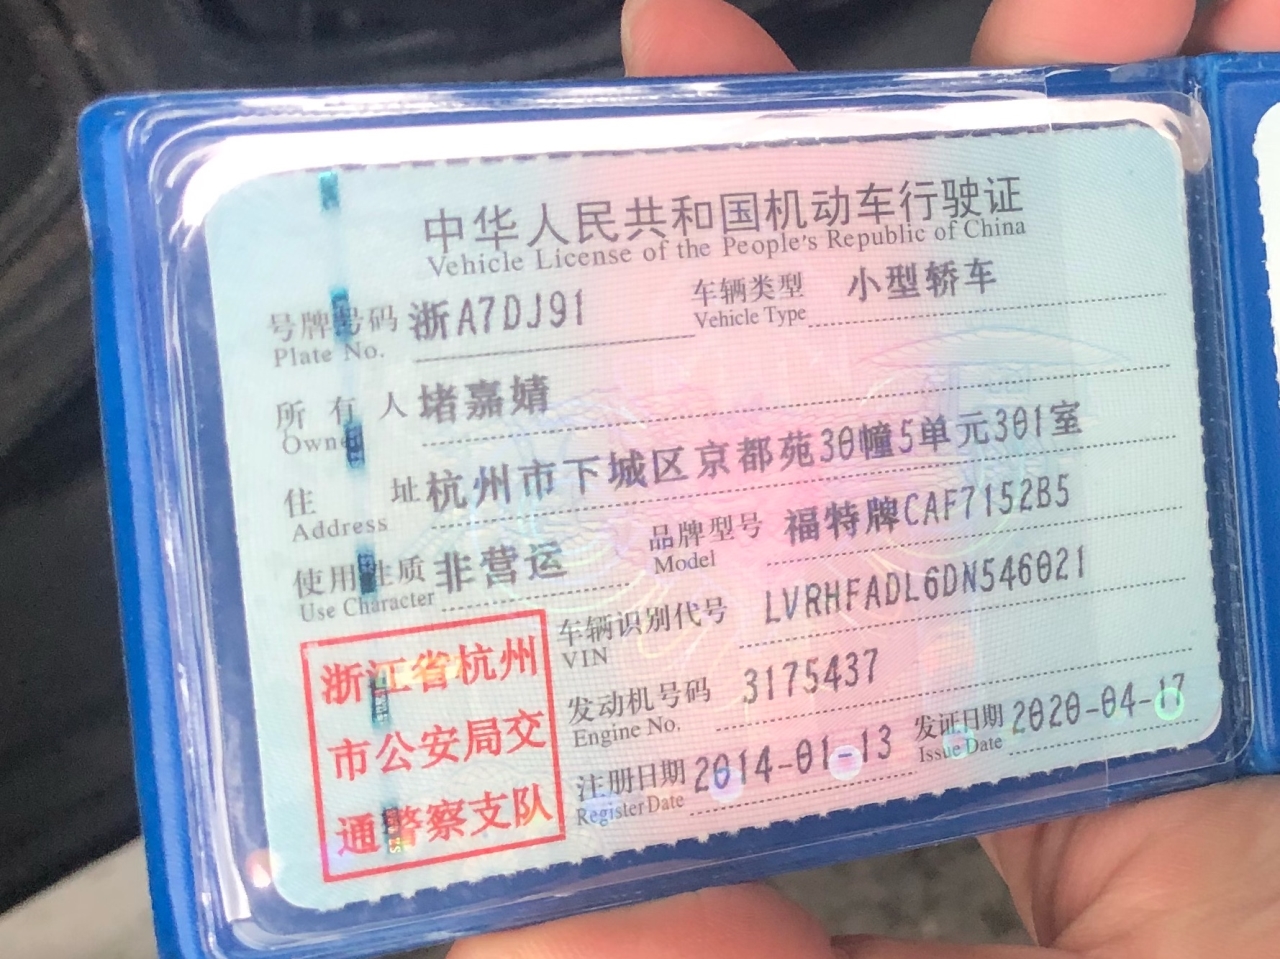 中华人民共和国机动车行驶证
Vehicle License of the People's Republic of China
号牌号码 浙A7DJ91 车辆类型 小型轿车
Plate No. Vehicle Type
所有人 堵嘉婧
Owner
住址 杭州市下城区京都苑30幢5单元301室
Address
使用性质 非营运 品牌型号 福特牌CAF7152B5
Use Character Model
车辆识别代号 LVRHFADL6DN546021
VIN
发动机号码 3175437
Engine No.
注册日期 2014-01-13 发证日期 2020-04-17
Register Date Issue Date
浙江省杭州
市公安局交
通警察支队